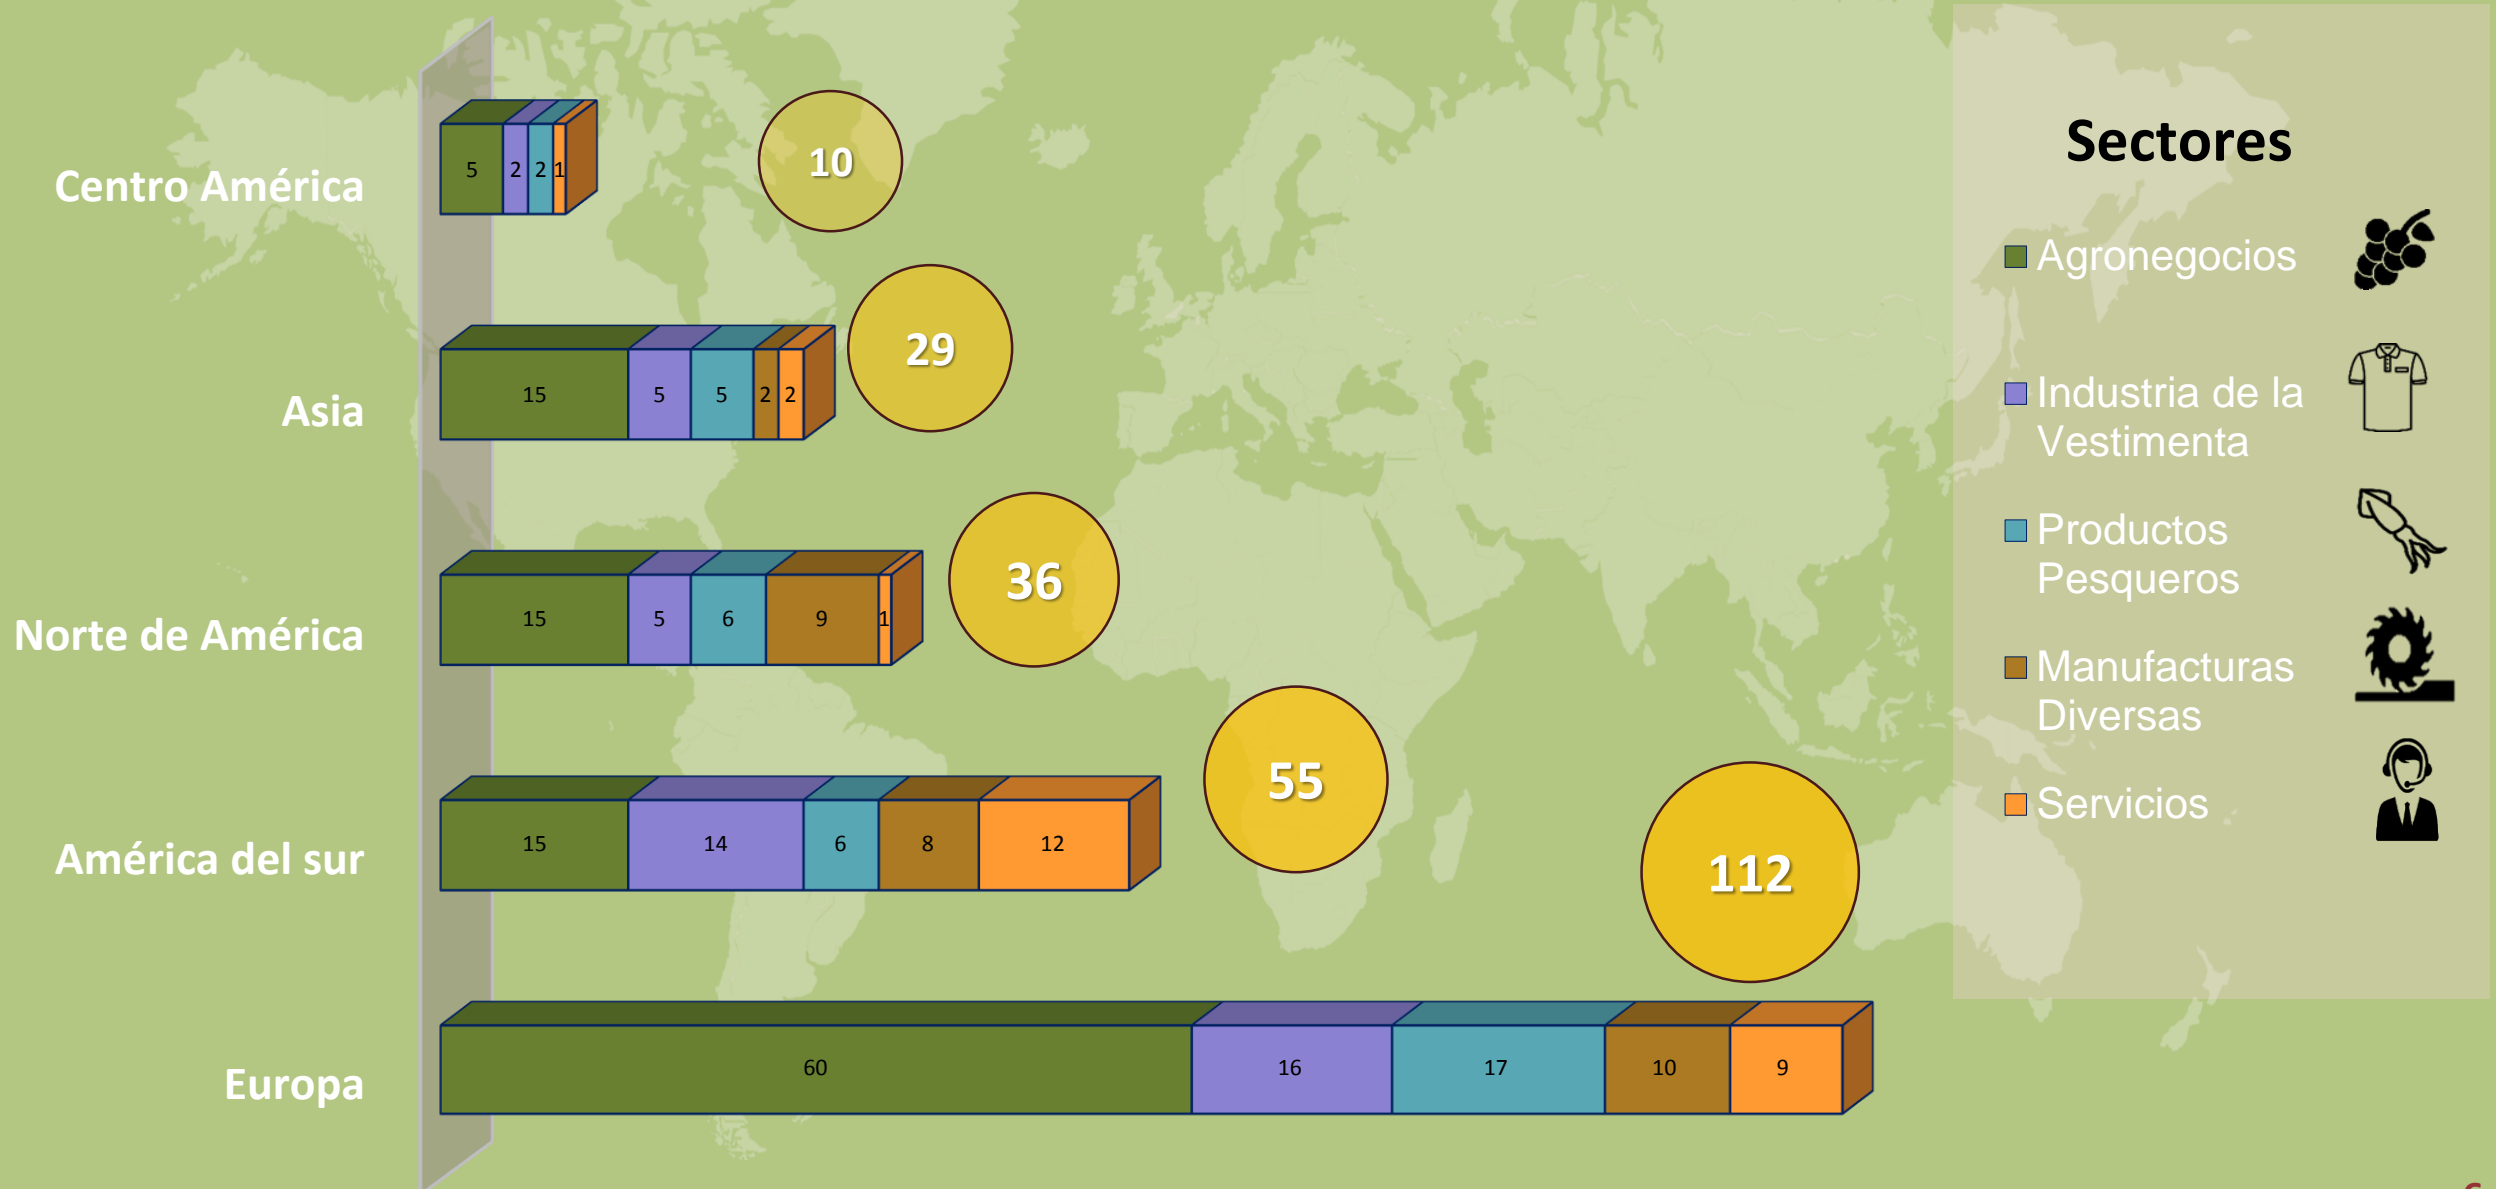 Centro América
5 2 2 1
10
Asia
15 5 5 2 2
29
Norte de América
15 5 6 9 1
36
América del sur
15 14 6 8 12
55
Europa
60 16 17 10 9
112
Sectores
Agronegocios
Industria de la
Vestimenta
Productos
Pesqueros
Manufacturas
Diversas
Servicios